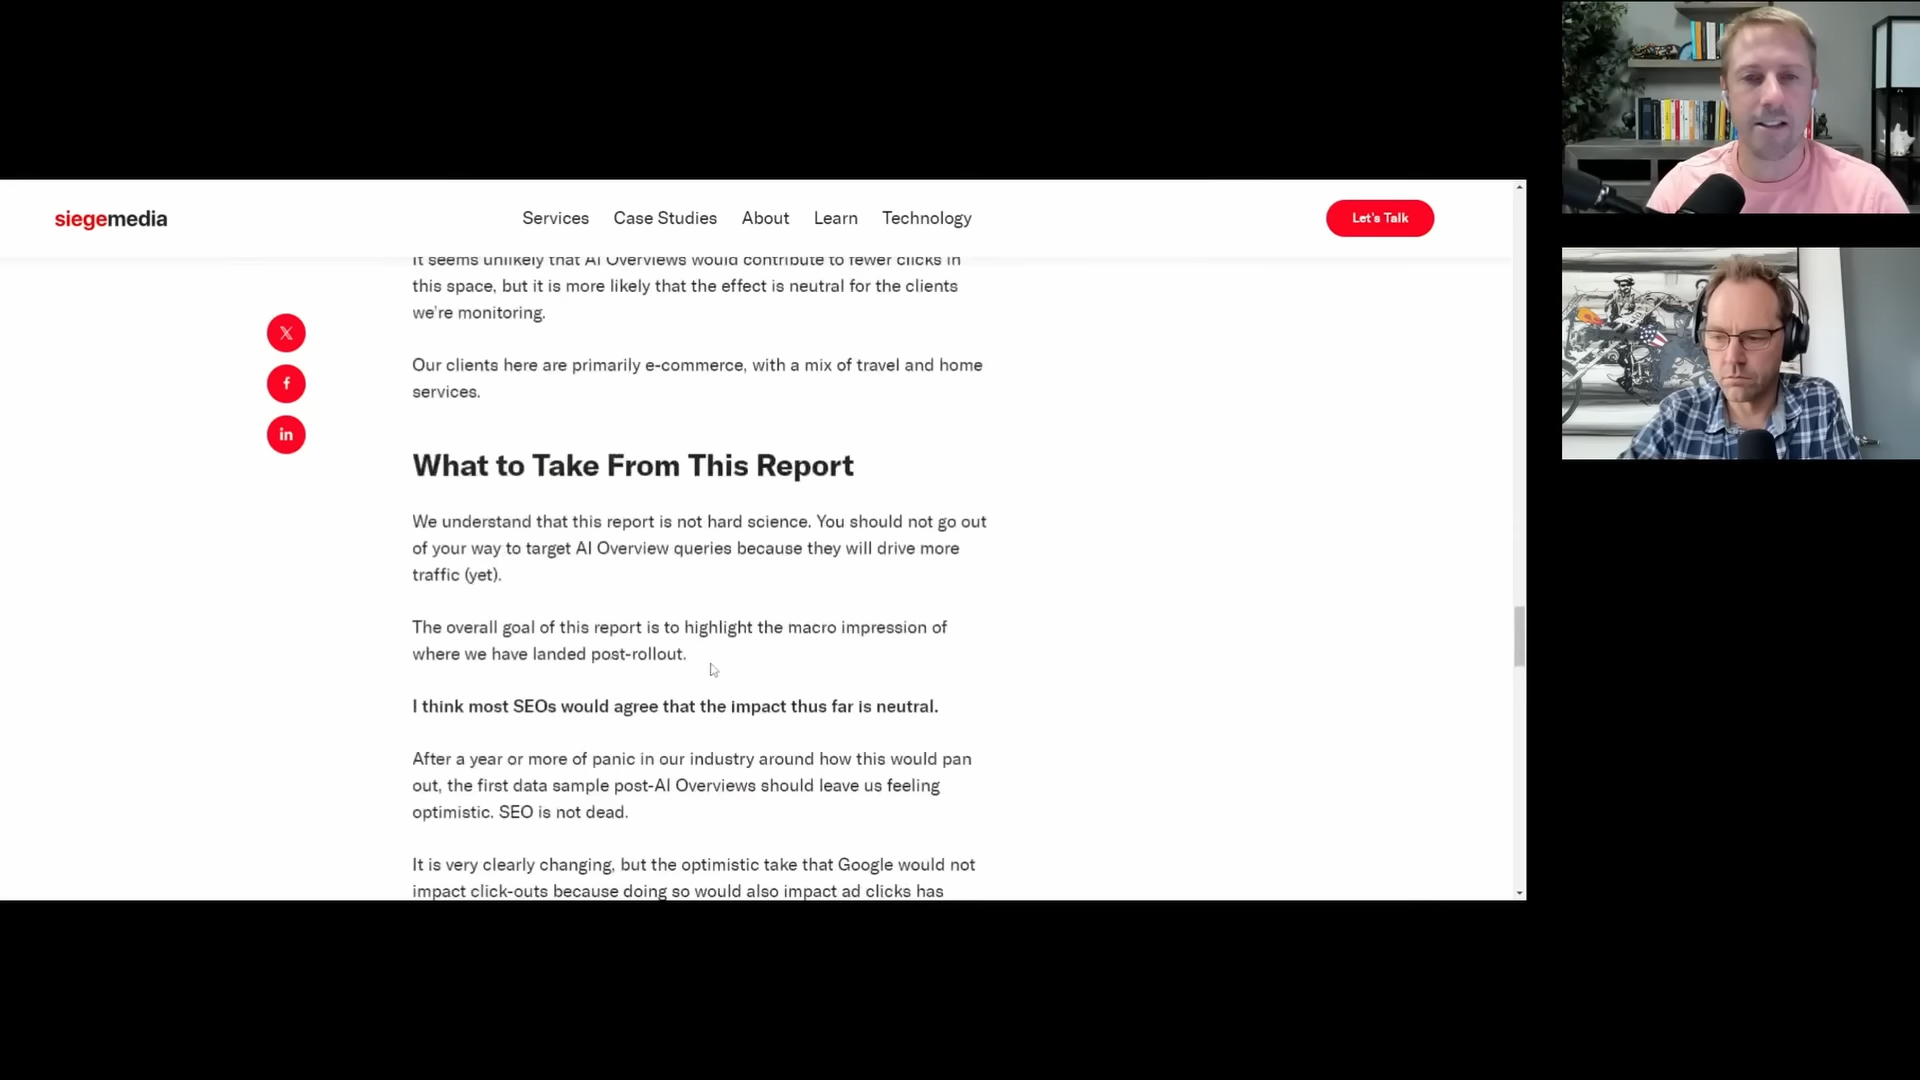 siegemedia
Services Case Studies About Learn Technology
Let's Talk
It seems unlikely that AI Overviews would contribute to fewer clicks in
this space, but it is more likely that the effect is neutral for the clients
we're monitoring.
Our clients here are primarily e-commerce, with a mix of travel and home
services.
What to Take From This Report
We understand that this report is not hard science. You should not go out
of your way to target AI Overview queries because they will drive more
traffic (yet).
The overall goal of this report is to highlight the macro impression of
where we have landed post-rollout.
I think most SEOs would agree that the impact thus far is neutral.
After a year or more of panic in our industry around how this would pan
out, the first data sample post-AI Overviews should leave us feeling
optimistic. SEO is not dead.
It is very clearly changing, but the optimistic take that Google would not
impact click-outs because doing so would also impact ad clicks has